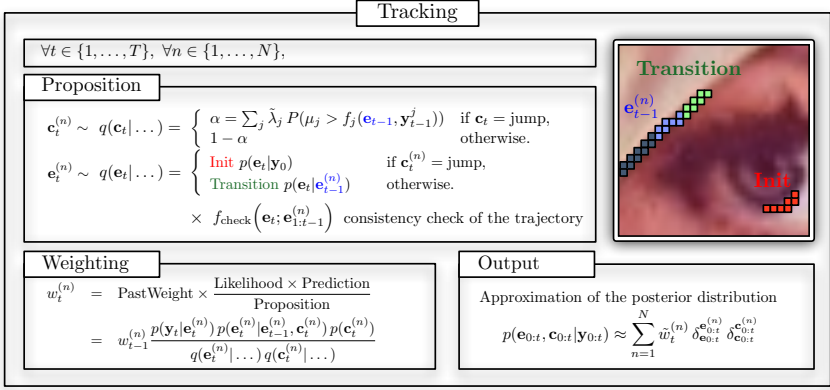 Tracking
∀t ∈ {1, . . . , T}, ∀n ∈ {1, . . . , N},
Proposition
c_t^{(n)} ∼ q(c_t| . . .) = { α = ∑_j λ̃_j P(μ_j > f_j(e_{t−1}, y_{t−1}^j)) if c_t = jump,
1 − α otherwise.
e_t^{(n)} ∼ q(e_t| . . .) = { Init p(e_t|y_0) if c_t^{(n)} = jump,
Transition p(e_t|e_{t−1}^{(n)}) otherwise.
× f_check(e_t; e_{1:t−1}^{(n)}) consistency check of the trajectory
Transition
e_{t−1}^{(n)}
Init
Weighting
w_t^{(n)} = PastWeight × \frac{Likelihood × Prediction}{Proposition}
= w_{t−1}^{(n)} \frac{p(y_t|e_t^{(n)}) p(e_t^{(n)}|e_{t−1}^{(n)}, c_t^{(n)}) p(c_t^{(n)})}{q(e_t^{(n)}| . . .) q(c_t^{(n)}| . . .)}
Output
Approximation of the posterior distribution
p(e_{0:t}, c_{0:t}|y_{0:t}) ≈ ∑_{n=1}^{N} w̃_t^{(n)} δ_{e_{0:t}}^{e_{0:t}^{(n)}} δ_{c_{0:t}}^{c_{0:t}^{(n)}}